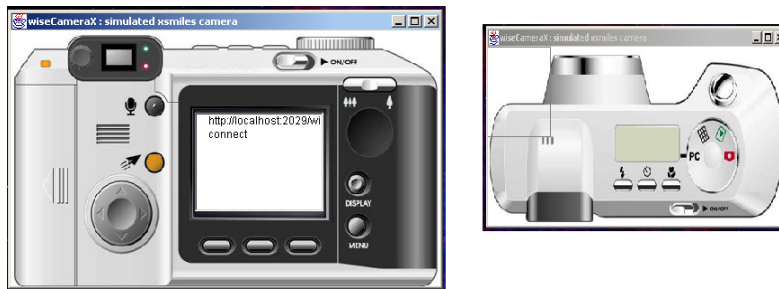 wiseCameraX : simulated xsmiles camera
ON/OFF
http://localhost:2029/wi
connect
DISPLAY
MENU
wiseCameraX : simulated xsmiles camera
PC
ON/OFF